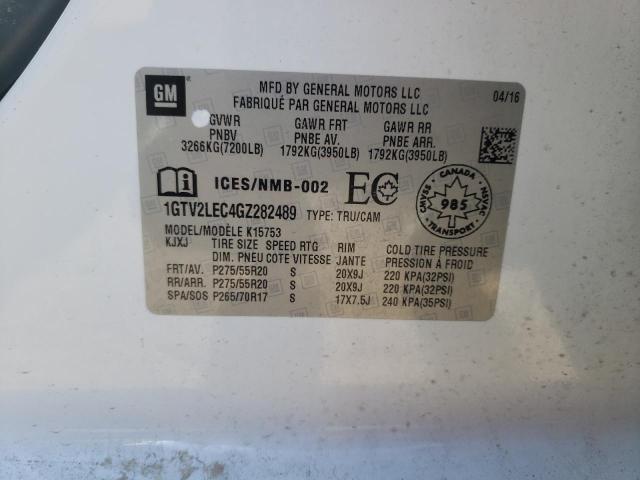 GM
MFD BY GENERAL MOTORS LLC
FABRIQUÉ PAR GENERAL MOTORS LLC
04/16
GVWR GAWR FRT GAWR RR
PNBV PNBE AV. PNBE ARR.
3266KG(7200LB) 1792KG(3950LB) 1792KG(3950LB)
ICES/NMB-002 EC
CANADA
CMVSS 985 NSVAC
TRANSPORT
1GTV2LEC4GZ282489 TYPE: TRU/CAM
MODEL/MODÈLE K15753
KJXJ TIRE SIZE SPEED RTG RIM COLD TIRE PRESSURE
DIM. PNEU COTE VITESSE JANTE PRESSION À FROID
FRT/AV. P275/55R20 S 20X9J 220 KPA(32PSI)
RR/ARR. P275/55R20 S 20X9J 220 KPA(32PSI)
SPA/SOS P265/70R17 S 17X7.5J 240 KPA(35PSI)